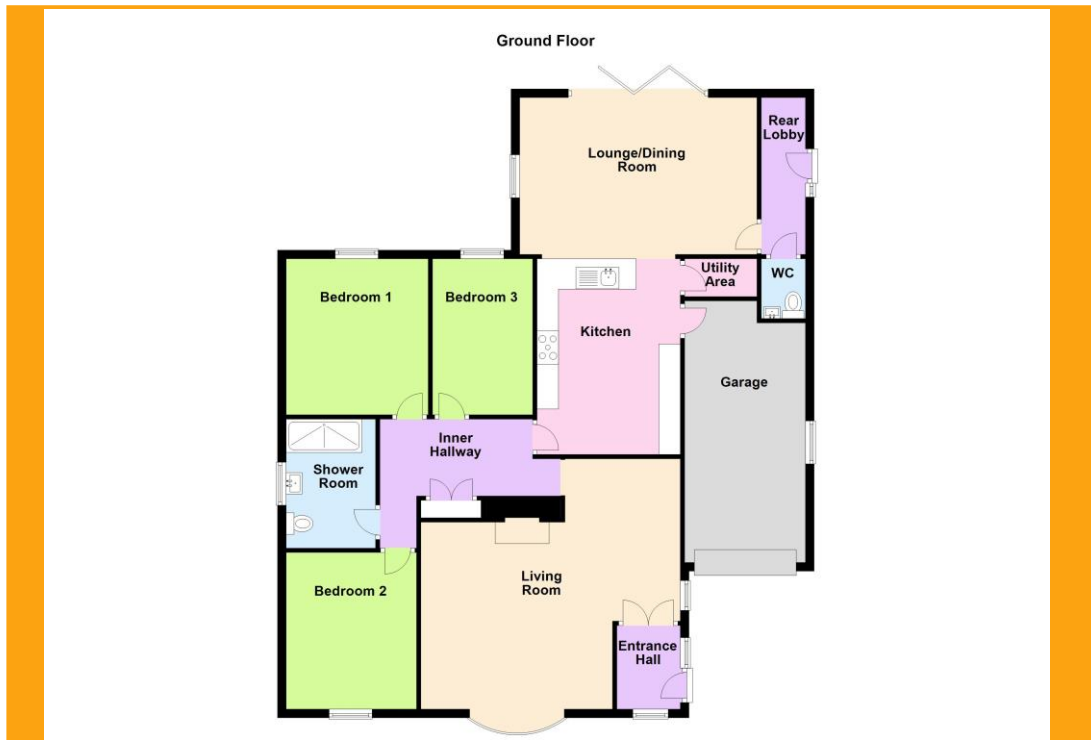 Ground Floor
Rear
Lobby
Lounge/Dining
Room
Utility
Area
WC
Bedroom 1
Bedroom 3
Kitchen
Garage
Inner
Hallway
Shower
Room
Living
Room
Bedroom 2
Entrance
Hall